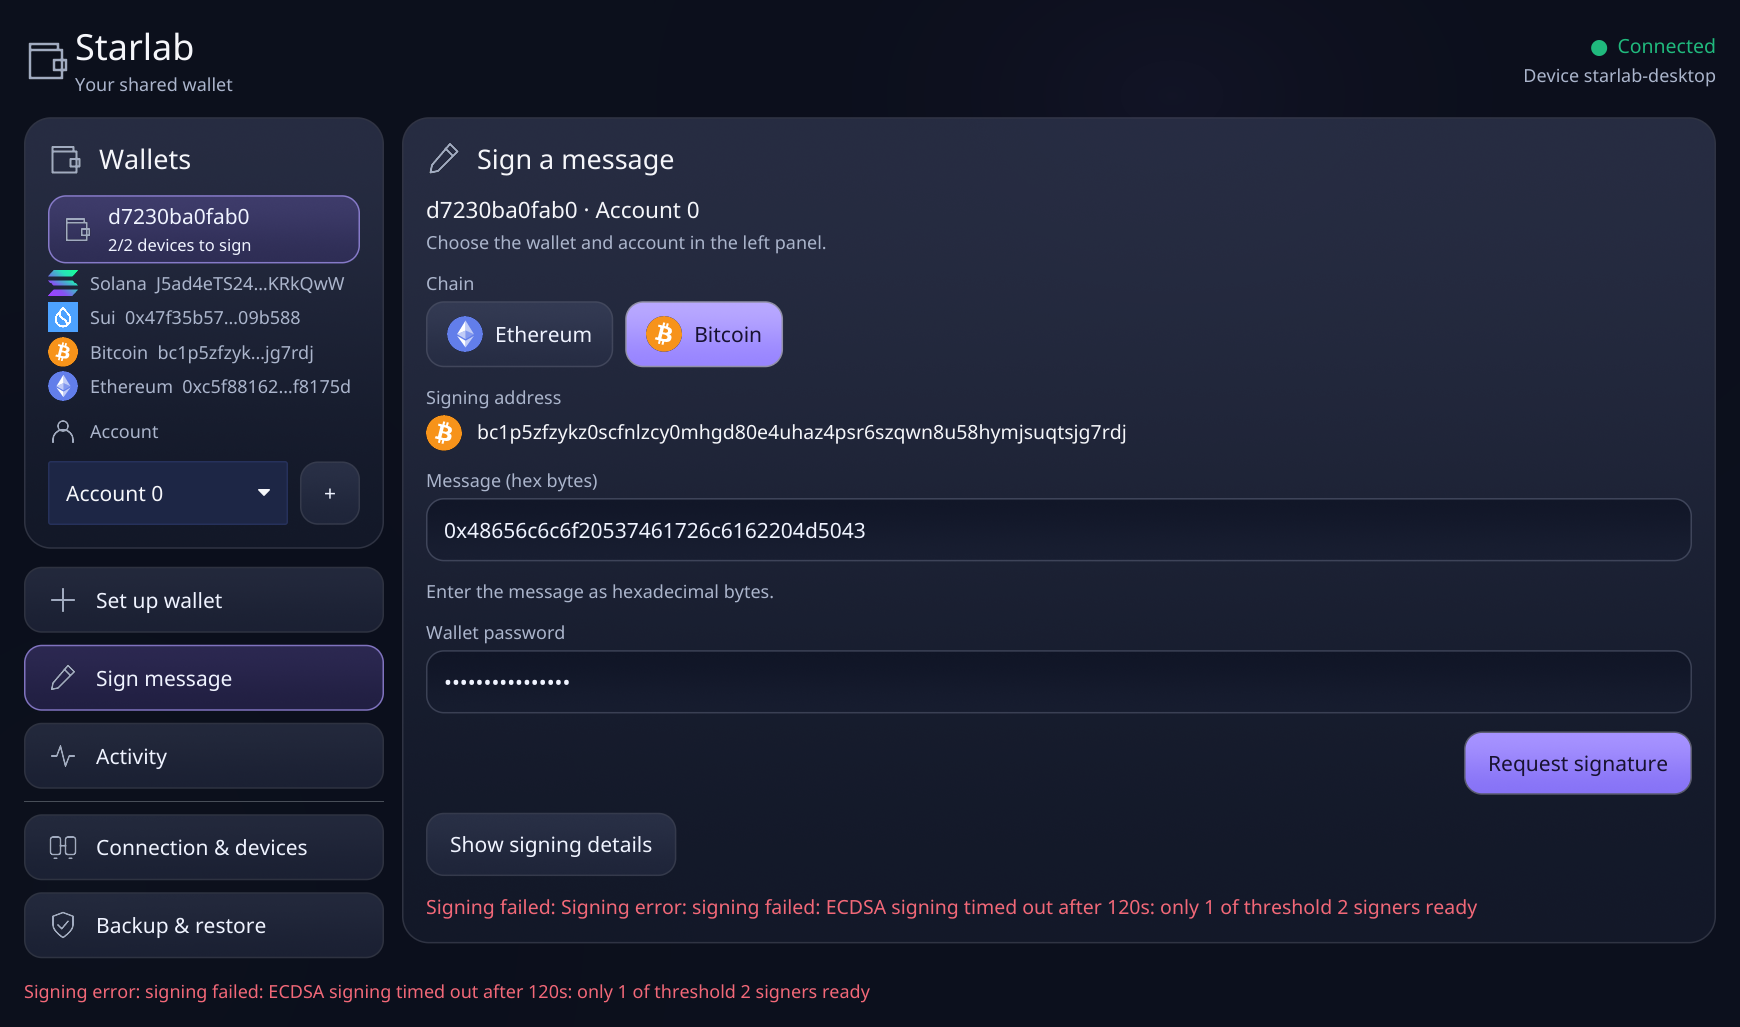 Starlab
Your shared wallet
Connected
Device starlab-desktop
Wallets
d7230ba0fab0
2/2 devices to sign
Solana J5ad4eTS24...KRkQwW
Sui 0x47f35b57...09b588
Bitcoin bc1p5zfzyk...jg7rdj
Ethereum 0xc5f88162...f8175d
Account
Account 0
+
Set up wallet
Sign message
Activity
Connection & devices
Backup & restore
Sign a message
d7230ba0fab0 · Account 0
Choose the wallet and account in the left panel.
Chain
Ethereum
Bitcoin
Signing address
bc1p5zfzykz0scfnlzcy0mhgd80e4uhaz4psr6szqwn8u58hymjsuqtsjg7rdj
Message (hex bytes)
0x48656c6c6f20537461726c6162204d5043
Enter the message as hexadecimal bytes.
Wallet password
••••••••••••••••
Request signature
Show signing details
Signing failed: Signing error: signing failed: ECDSA signing timed out after 120s: only 1 of threshold 2 signers ready
Signing error: signing failed: ECDSA signing timed out after 120s: only 1 of threshold 2 signers ready